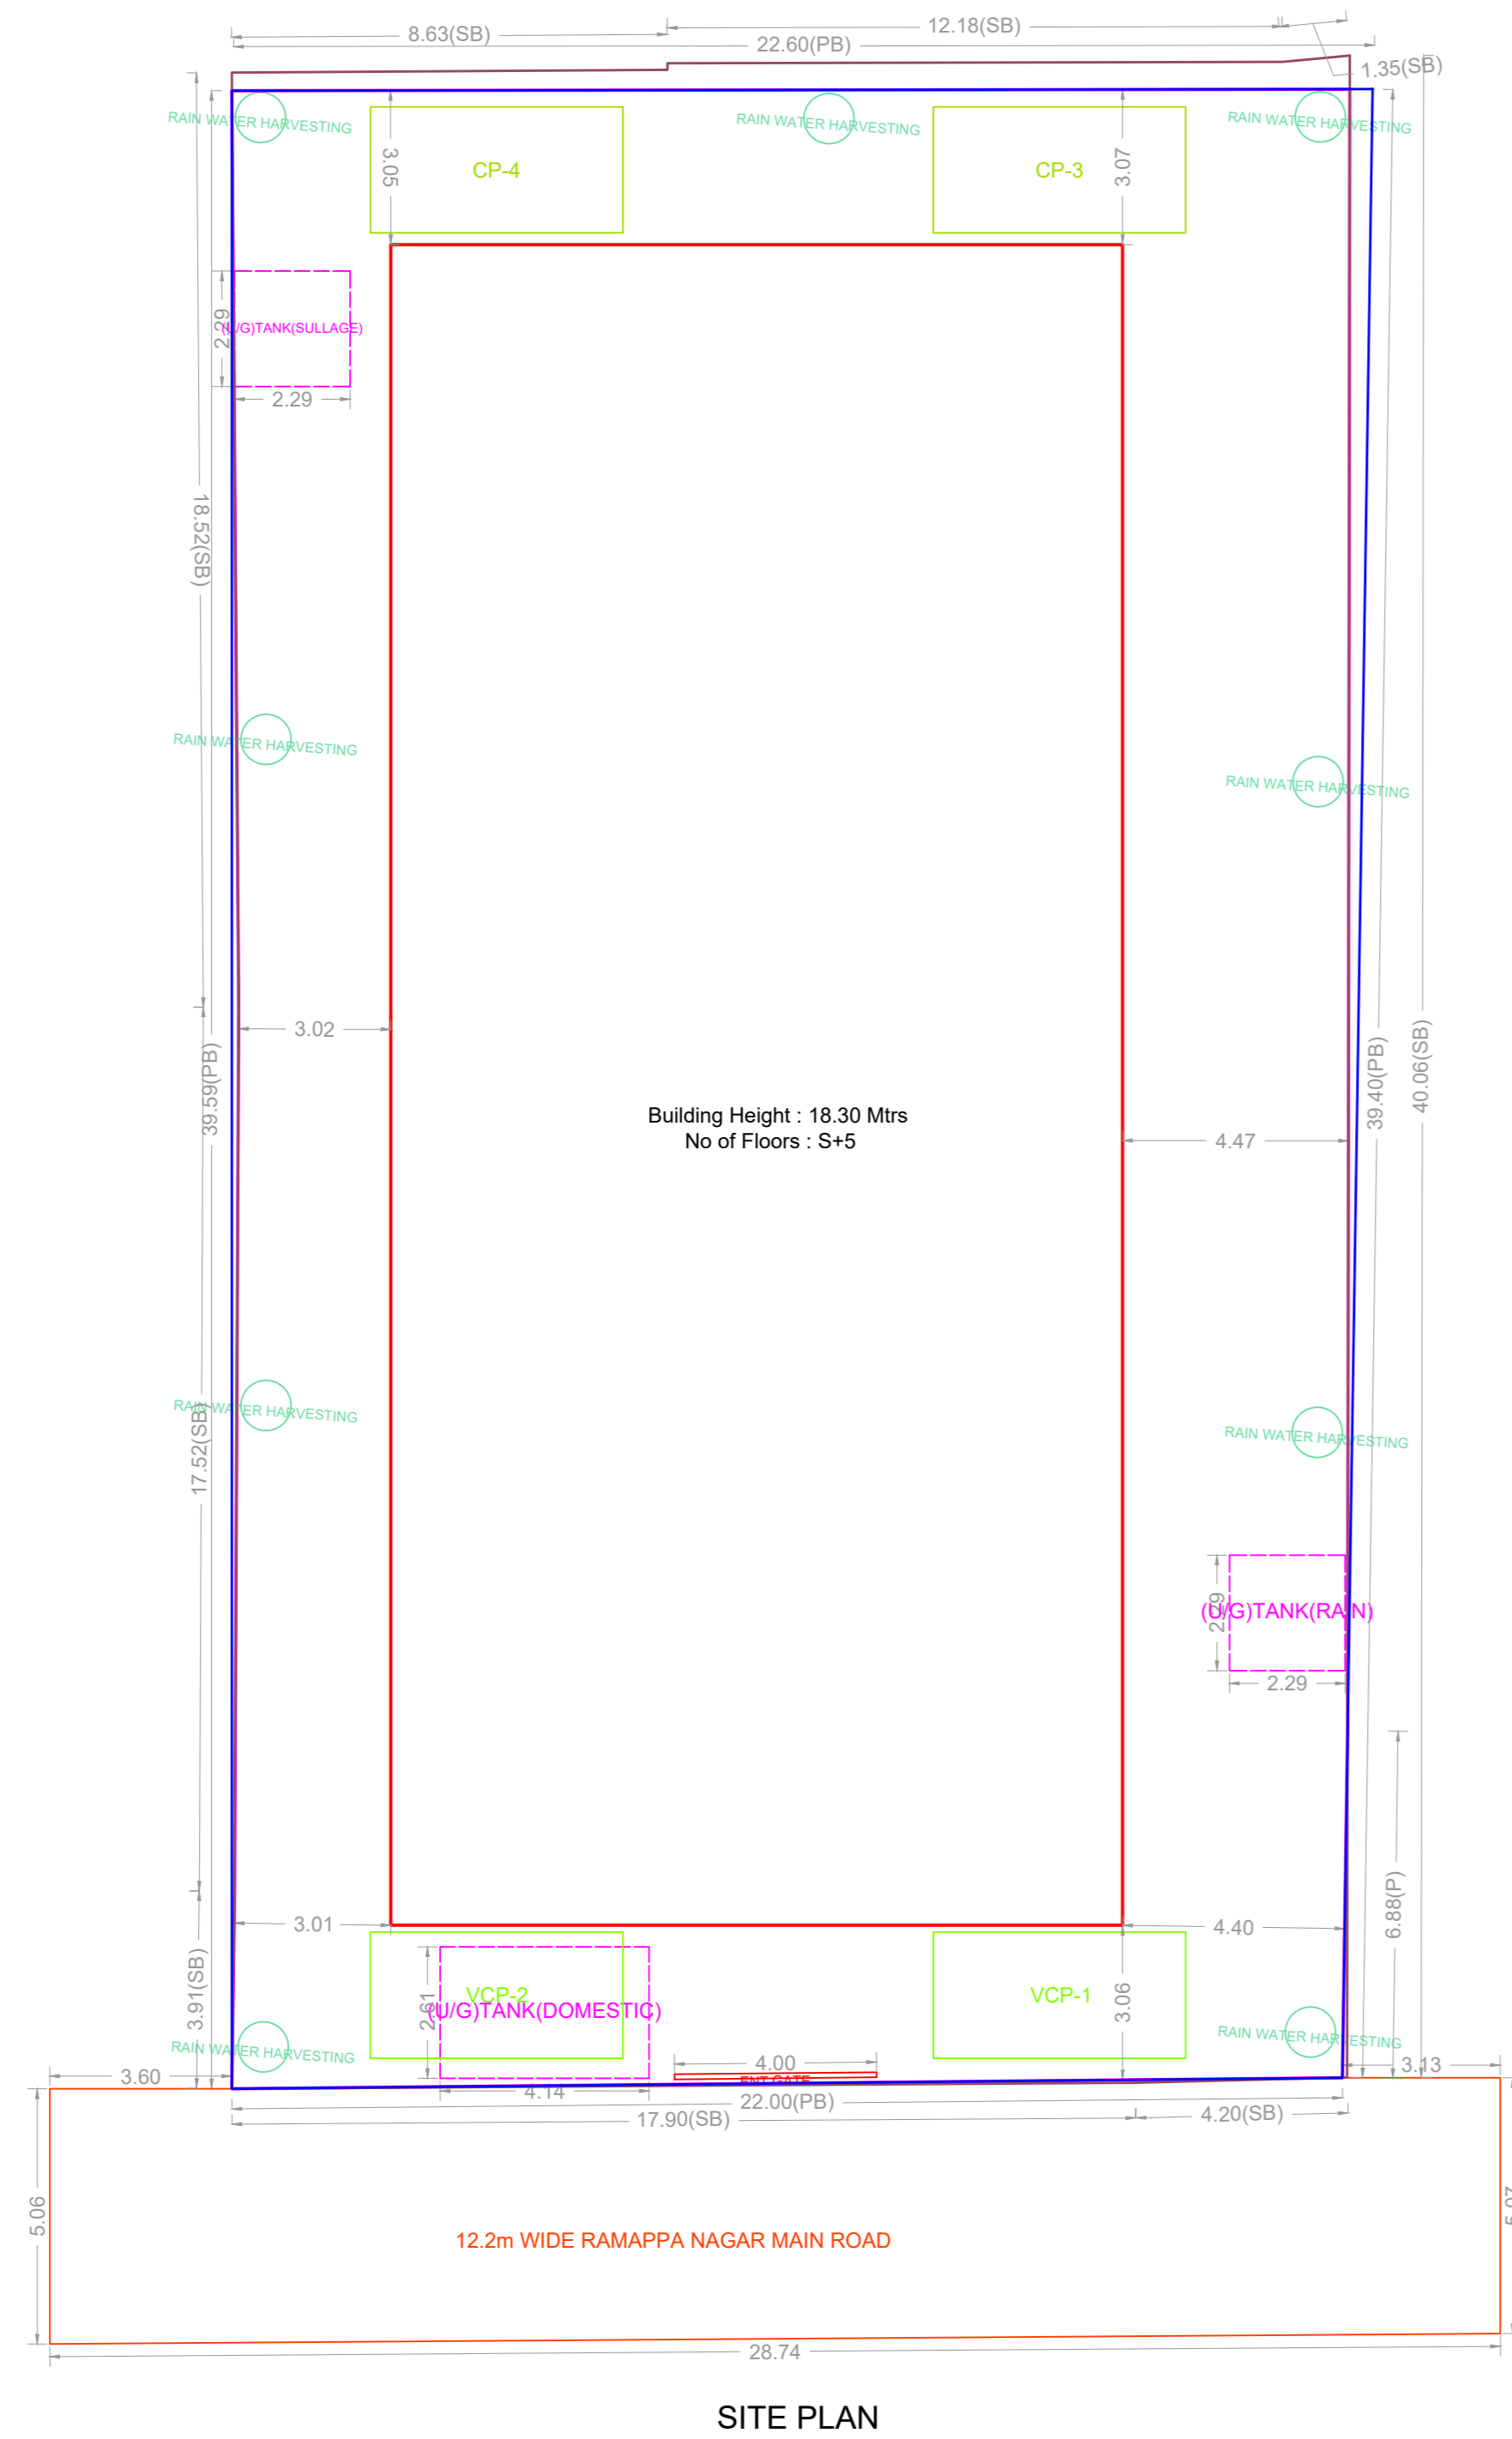 8.63(SB)
12.18(SB)
22.60(PB)
1.35(SB)
RAIN WATER HARVESTING
RAIN WATER HARVESTING
RAIN WATER HARVESTING
3.05
CP-4
CP-3
3.07
2.29
(U/G)TANK(SULLAGE)
2.29
18.52(SB)
RAIN WATER HARVESTING
RAIN WATER HARVESTING
3.02
39.59(PB)
39.40(PB)
40.06(SB)
Building Height : 18.30 Mtrs
No of Floors : S+5
4.47
RAIN WATER HARVESTING
17.52(SB)
RAIN WATER HARVESTING
2.29
(U/G)TANK(RAIN)
2.29
6.88(P)
3.01
4.40
3.91(SB)
2.61
VCP-2
(U/G)TANK(DOMESTIC)
VCP-1
3.06
RAIN WATER HARVESTING
RAIN WATER HARVESTING
3.60
4.00
3.13
ENT GATE
4.14
22.00(PB)
17.90(SB)
4.20(SB)
5.06
5.07
12.2m WIDE RAMAPPA NAGAR MAIN ROAD
28.74
SITE PLAN